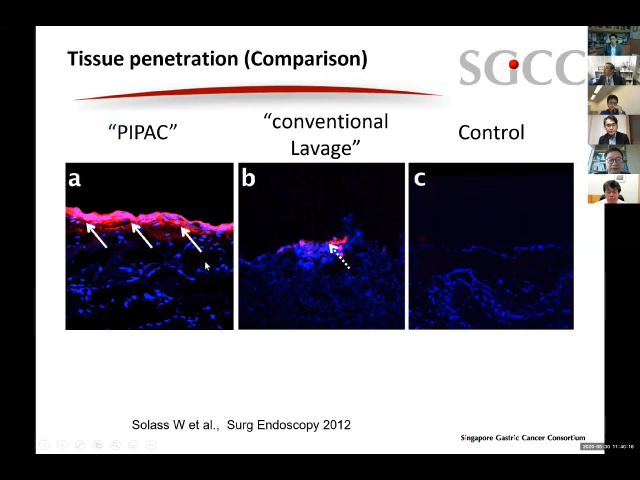 Tissue penetration (Comparison)
SGCC
“PIPAC”
“conventional
Lavage”
Control
a
b
c
Solass W et al., Surg Endoscopy 2012
Singapore Gastric Cancer Consortium